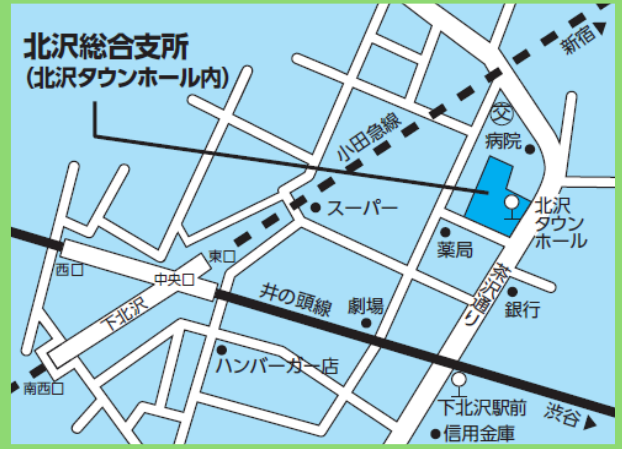 北沢総合支所
(北沢タウンホール内)
新宿
小田急線
交
病院
スーパー
北沢
タウン
ホール
薬局
東口
西口
中央口
井の頭線
劇場
茶沢通り
銀行
下北沢
ハンバーガー店
南西口
下北沢駅前
渋谷
信用金庫